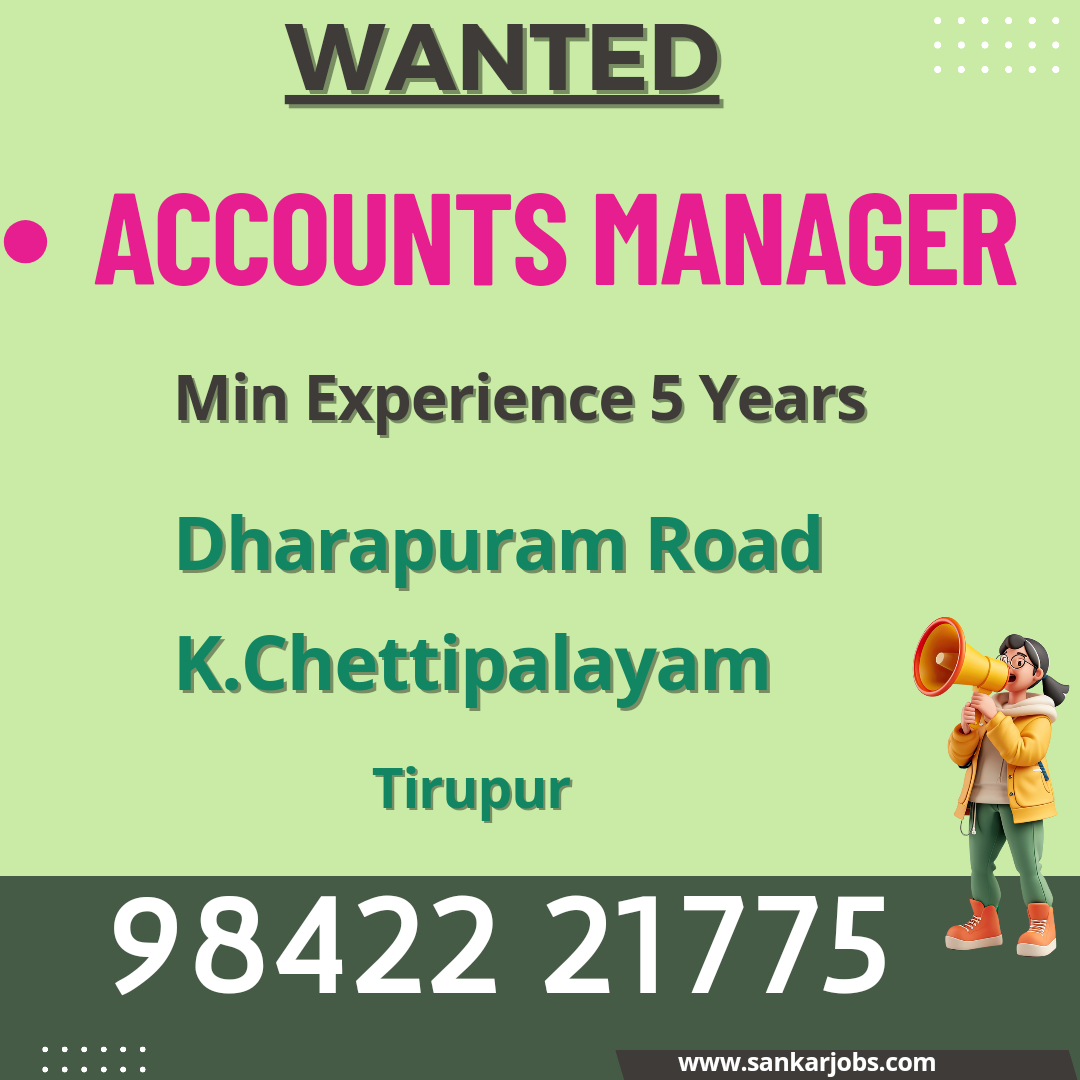 WANTED
• ACCOUNTS MANAGER
Min Experience 5 Years
Dharapuram Road
K.Chettipalayam
Tirupur
98422 21775
www.sankarjobs.com